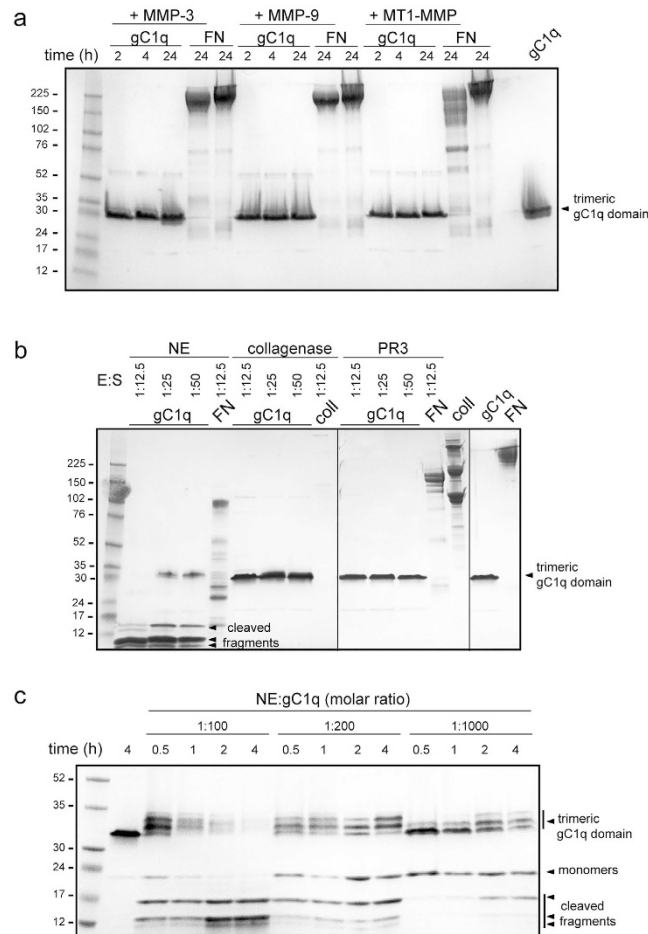 a
+ MMP-3 + MMP-9 + MT1-MMP
gC1q FN gC1q FN gC1q FN gC1q
time (h) 2 4 24 24 24 2 4 24 24 24 2 4 24 24 24
225
150
102
76
52
35
30
24
17
12
trimeric
gC1q domain
b
NE collagenase PR3
E:S 1:12.5 1:25 1:50 1:12.5 1:12.5 1:25 1:50 1:12.5 1:12.5 1:25 1:50 1:12.5
gC1q FN gC1q coll gC1q FN coll gC1q FN
225
150
102
76
52
35
30
24
17
12
trimeric
gC1q domain
cleaved
fragments
c
NE:gC1q (molar ratio)
1:100 1:200 1:1000
time (h) 4 0.5 1 2 4 0.5 1 2 4 0.5 1 2 4
52
35
30
24
17
12
trimeric
gC1q domain
monomers
cleaved
fragments